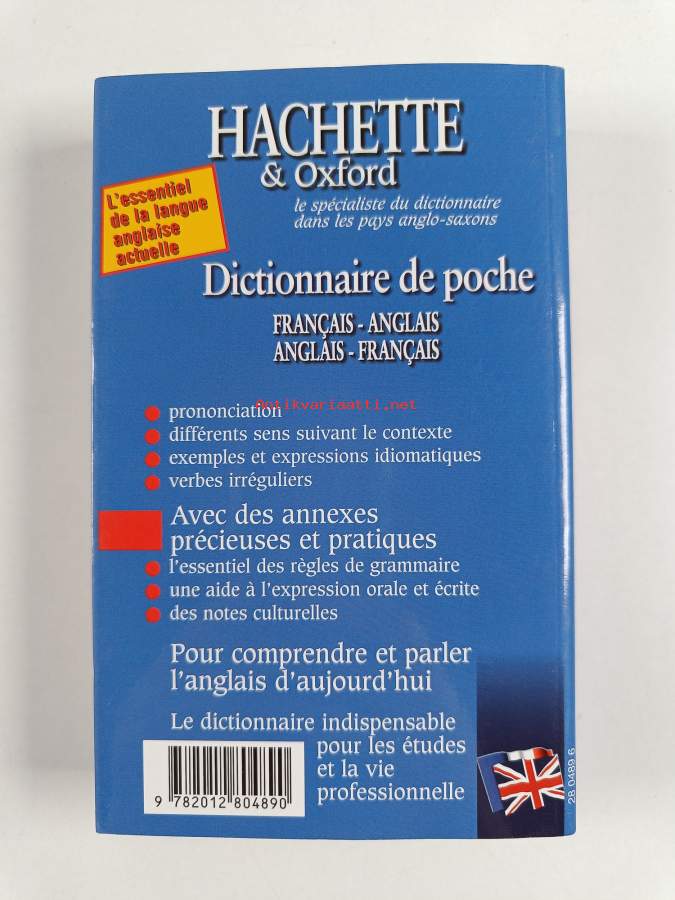 HACHETTE
& Oxford
le spécialiste du dictionnaire
dans les pays anglo-saxons
L'essentiel
de la langue
anglaise
actuelle
Dictionnaire de poche
FRANÇAIS - ANGLAIS
ANGLAIS - FRANÇAIS
Antikvariaatti.net
prononciation
différents sens suivant le contexte
exemples et expressions idiomatiques
verbes irréguliers
Avec des annexes
précieuses et pratiques
l'essentiel des règles de grammaire
une aide à l'expression orale et écrite
des notes culturelles
Pour comprendre et parler
l'anglais d'aujourd'hui
Le dictionnaire indispensable
pour les études
et la vie
professionnelle
9 782012 804890
28 0489 6